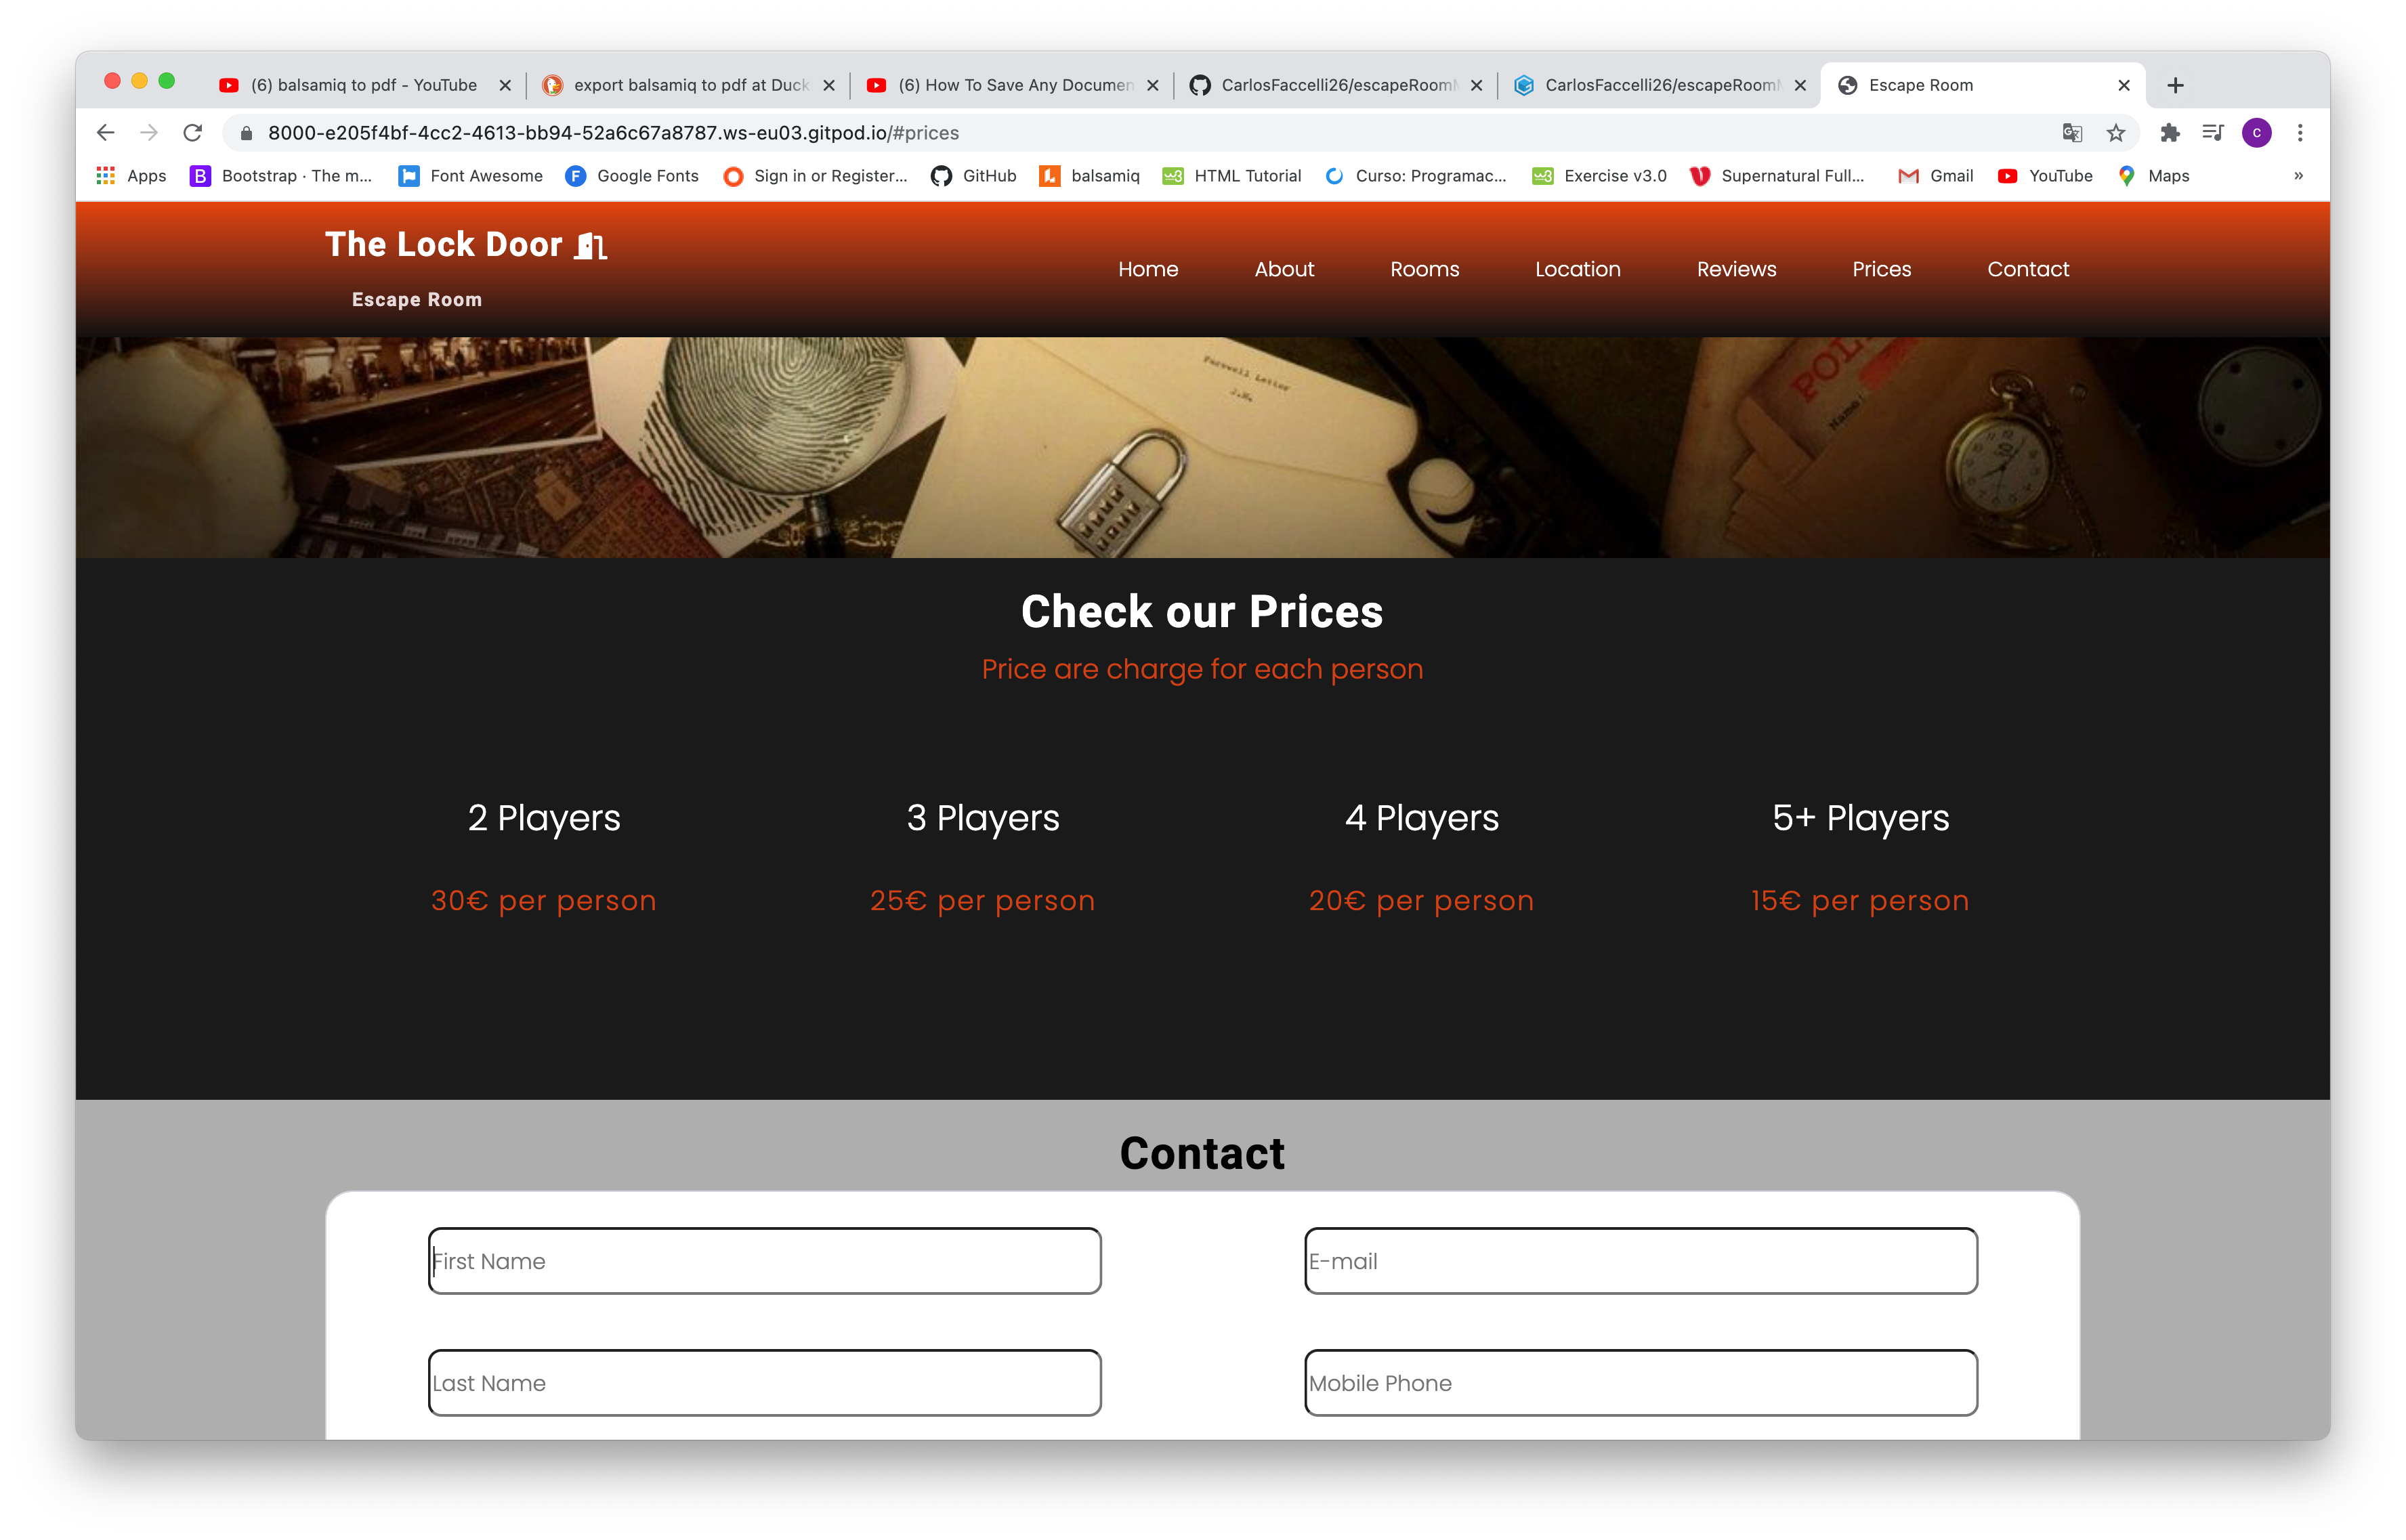 (6) balsamiq to pdf - YouTube
export balsamiq to pdf at Duck
(6) How To Save Any Documen
CarlosFaccelli26/escapeRoom
CarlosFaccelli26/escapeRoom
Escape Room
8000-e205f4bf-4cc2-4613-bb94-52a6c67a8787.ws-eu03.gitpod.io/#prices
C
Apps
B Bootstrap · The m...
Font Awesome
F Google Fonts
Sign in or Register...
GitHub
balsamiq
HTML Tutorial
Curso: Programac...
Exercise v3.0
Supernatural Full...
Gmail
YouTube
Maps
»
The Lock Door
Escape Room
Home About Rooms Location Reviews Prices Contact
Farewell Letter
Name
Check our Prices
Price are charge for each person
2 Players 3 Players 4 Players 5+ Players
30€ per person 25€ per person 20€ per person 15€ per person
Contact
First Name E-mail
Last Name Mobile Phone